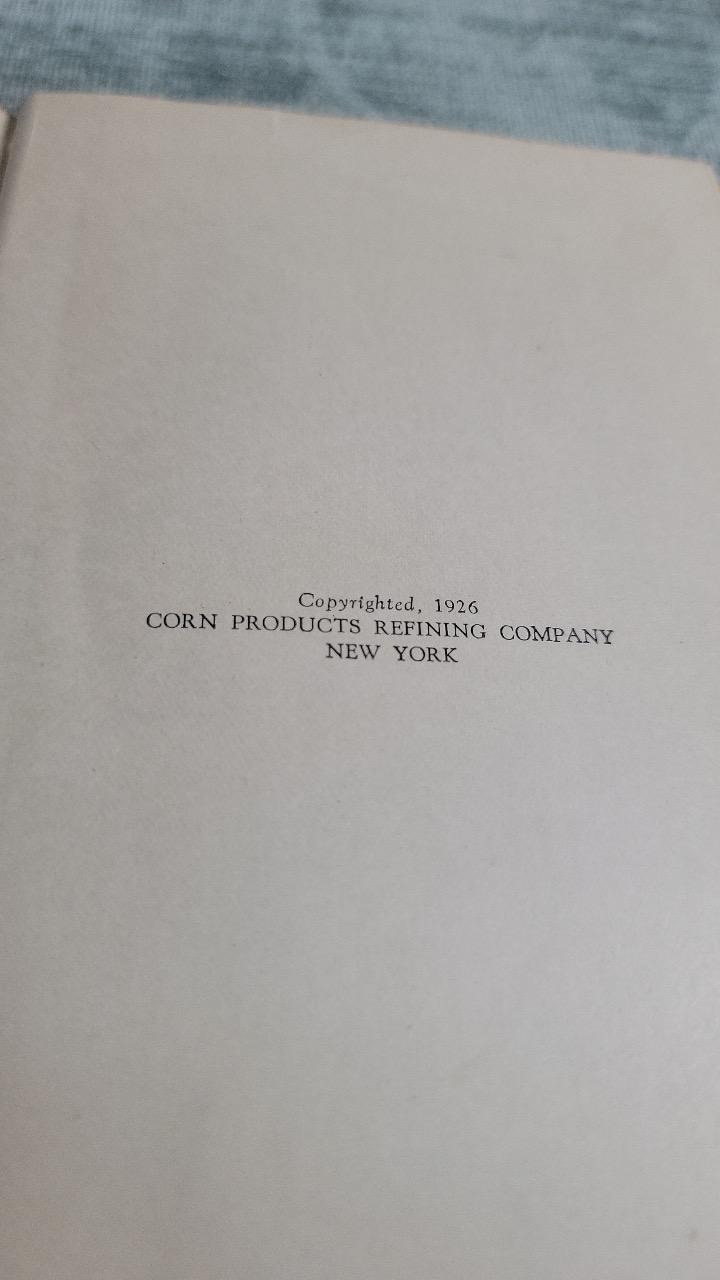 Copyrighted, 1926
CORN PRODUCTS REFINING COMPANY
NEW YORK